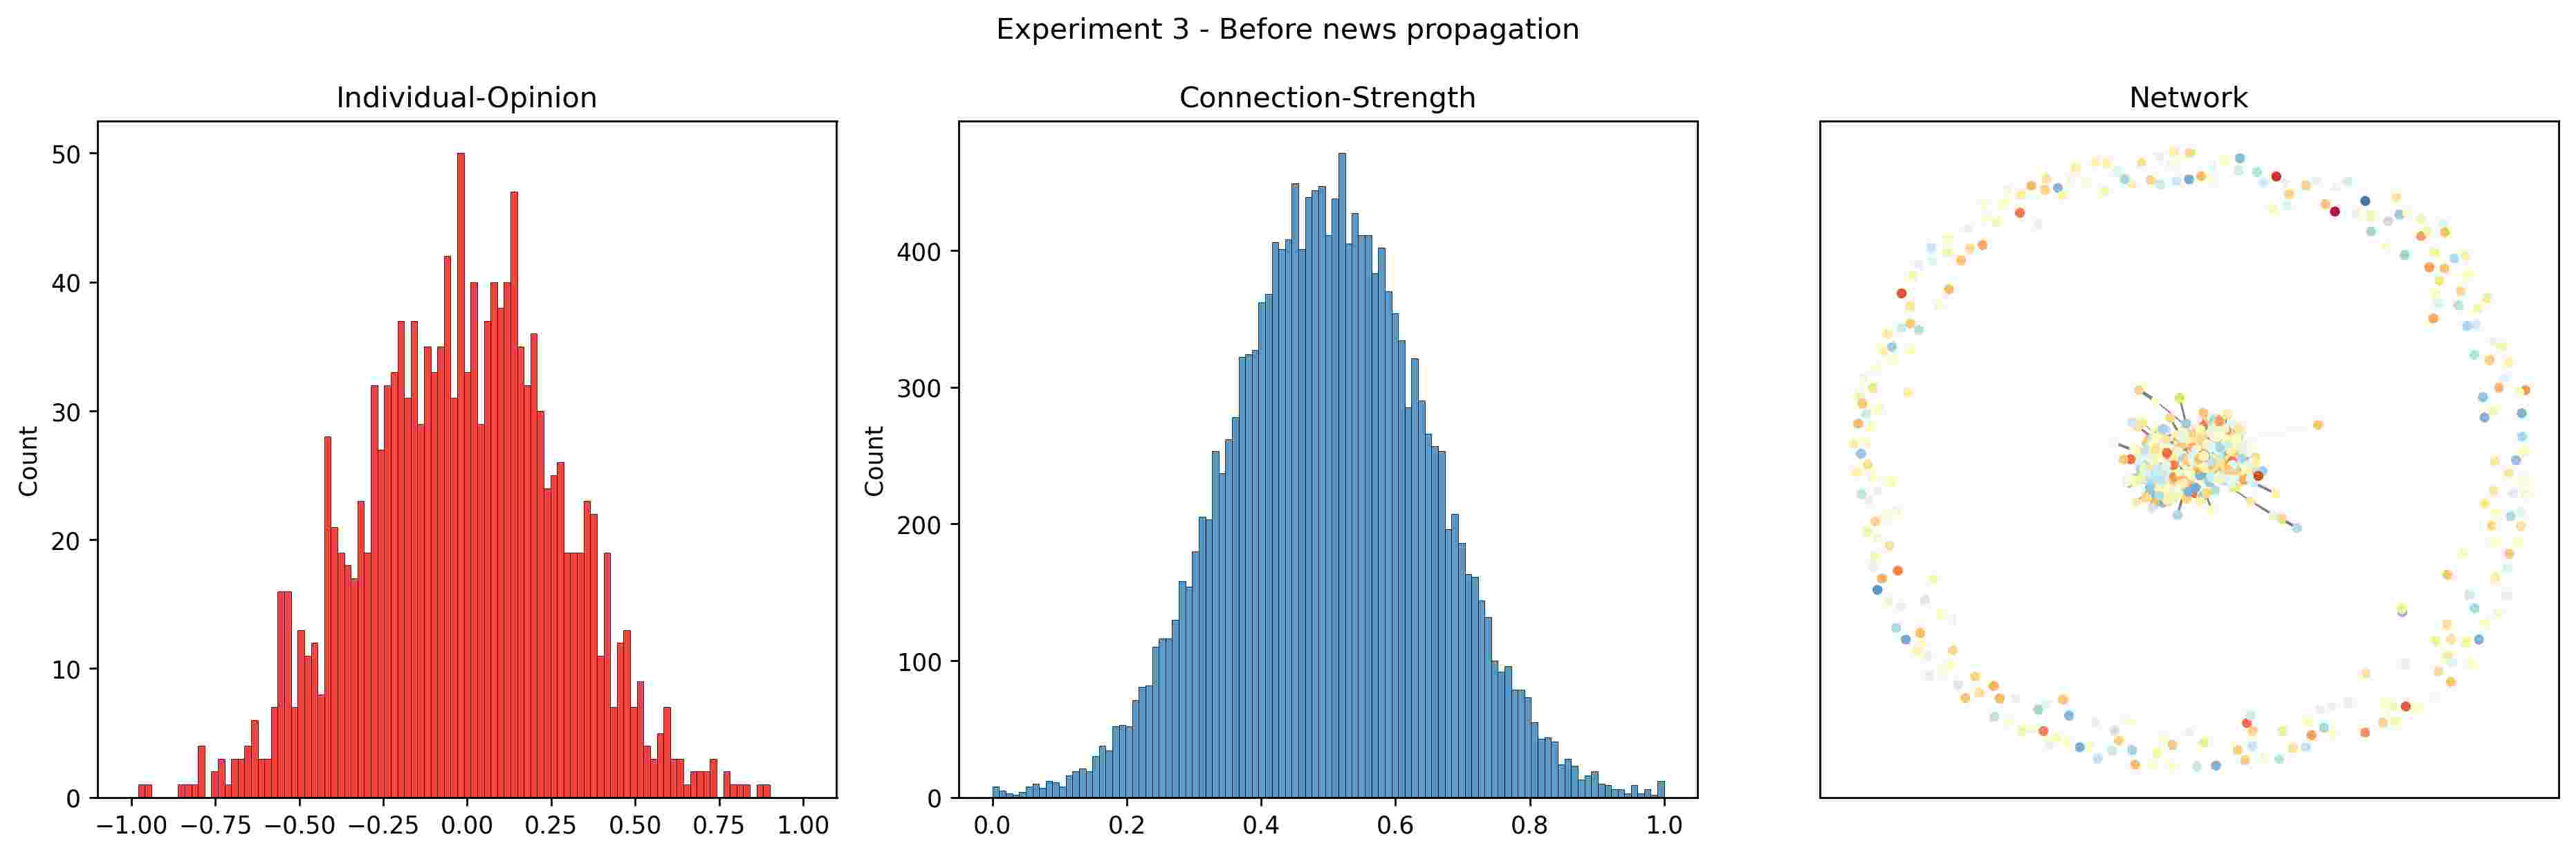 Experiment 3 - Before news propagation
Individual-Opinion
Connection-Strength
Network
Count
50
40
30
20
10
0
−1.00 −0.75 −0.50 −0.25 0.00 0.25 0.50 0.75 1.00
Count
400
300
200
100
0
0.0 0.2 0.4 0.6 0.8 1.0